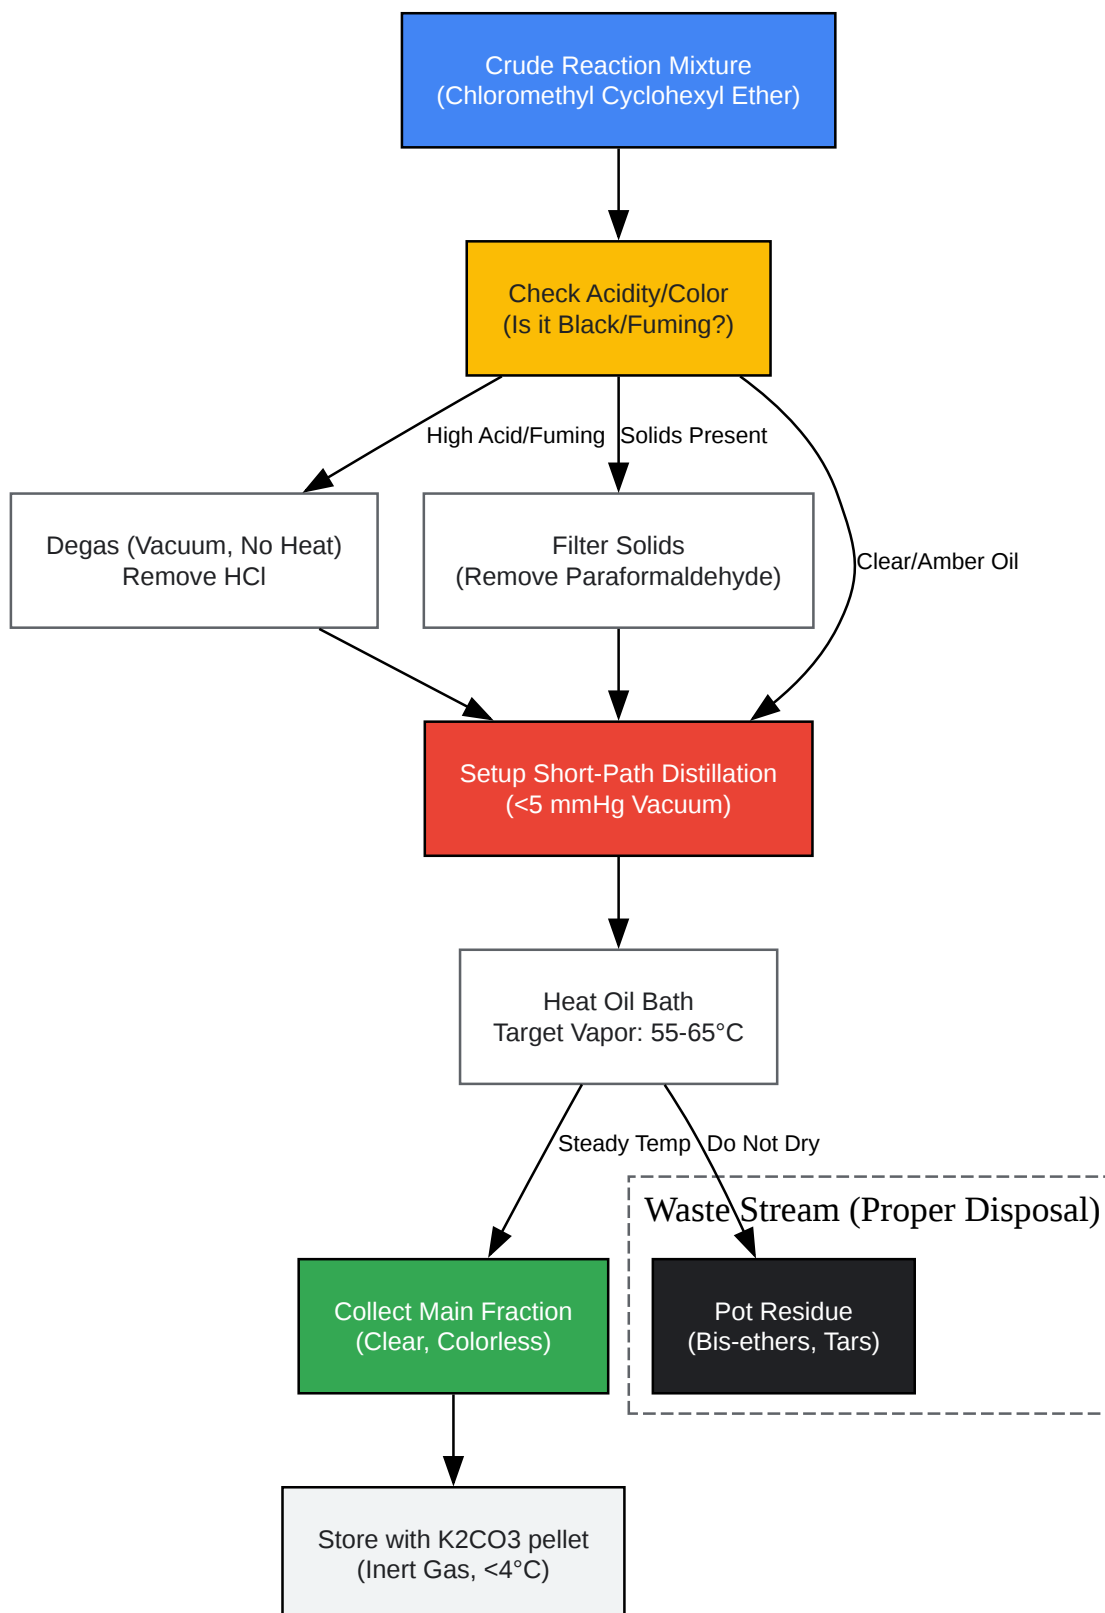 Crude Reaction Mixture
(Chloromethyl Cyclohexyl Ether)
Check Acidity/Color
(Is it Black/Fuming?)
High Acid/Fuming
Solids Present
Degas (Vacuum, No Heat)
Remove HCl
Filter Solids
(Remove Paraformaldehyde)
Clear/Amber Oil
Setup Short-Path Distillation
(<5 mmHg Vacuum)
Heat Oil Bath
Target Vapor: 55-65°C
Steady Temp
Do Not Dry
Waste Stream (Proper Disposal)
Collect Main Fraction
(Clear, Colorless)
Pot Residue
(Bis-ethers, Tars)
Store with K2CO3 pellet
(Inert Gas, <4°C)